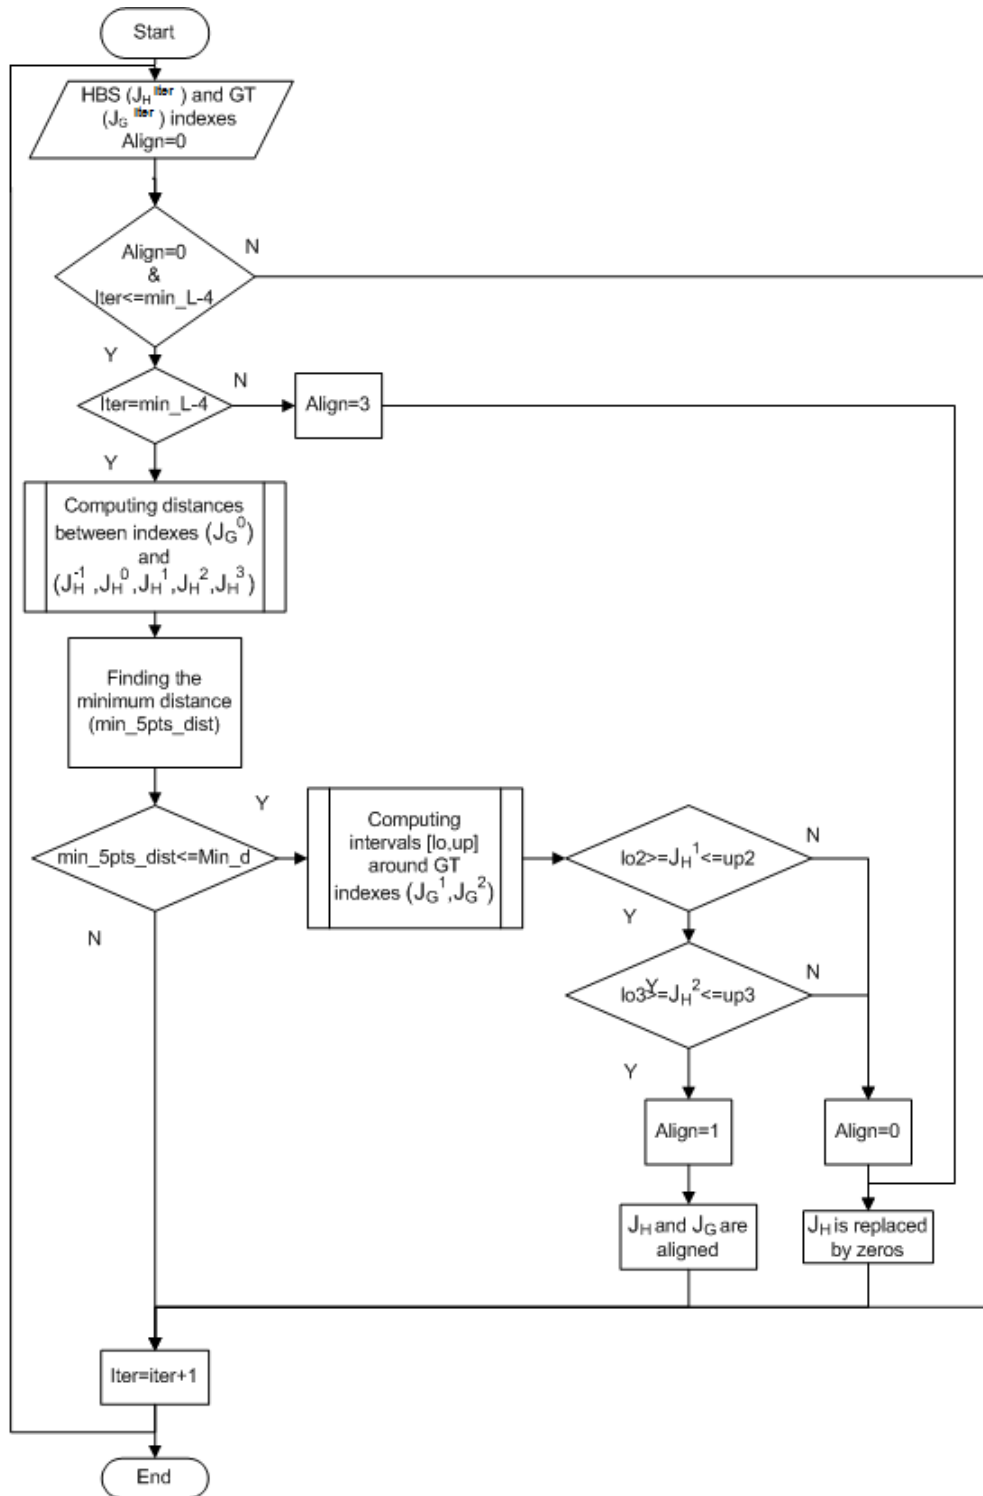 Start
HBS (J_H^Iter ) and GT
(J_G^Iter ) indexes
Align=0
Align=0
&
Iter<=min_L-4
N
Y
Iter=min_L-4
N
Align=3
Y
Computing distances
between indexes (J_G^0)
and
(J_H^-1 ,J_H^0,J_H^1,J_H^2,J_H^3)
Finding the
minimum distance
(min_5pts_dist)
min_5pts_dist<=Min_d
Y
N
Computing
intervals [lo,up]
around GT
indexes (J_G^1,J_G^2)
lo2>=J_H^1<=up2
N
Y
lo3>=J_H^2<=up3
Y
N
Y
Align=1
Align=0
J_H and J_G are
aligned
J_H is replaced
by zeros
Iter=iter+1
End